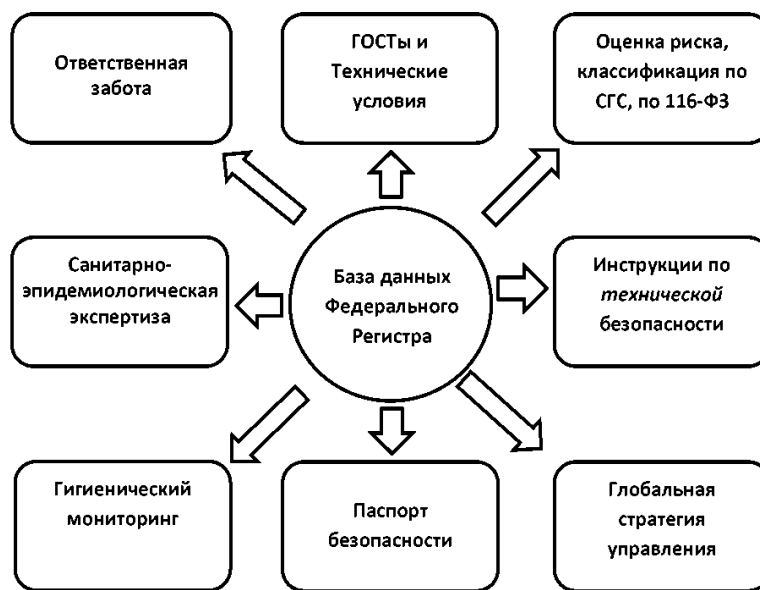 Ответственная
забота
ГОСТы и
Технические
условия
Оценка риска,
классификация по
СГС, по 116-ФЗ
Санитарно-
эпидемиологическая
экспертиза
База данных
Федерального
Регистра
Инструкции по
технической
безопасности
Гигиенический
мониторинг
Паспорт
безопасности
Глобальная
стратегия
управления